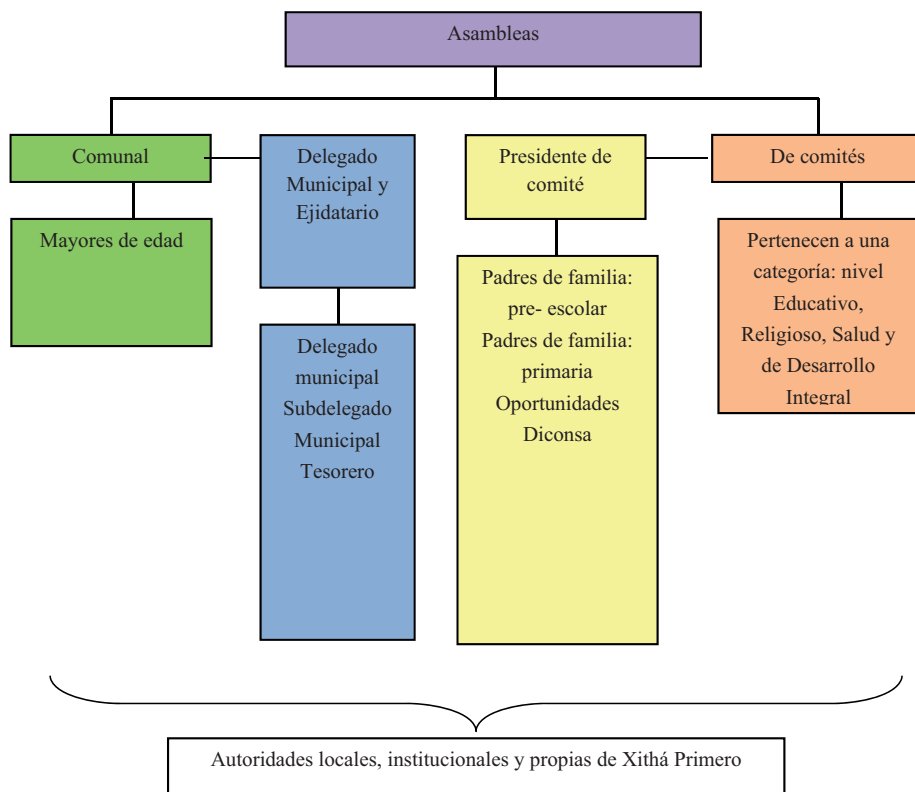 Asambleas
Comunal
Mayores de edad
Delegado
Municipal y
Ejidatario
Delegado
municipal
Subdelegado
Municipal
Tesorero
Presidente de
comité
Padres de familia:
pre- escolar
Padres de familia:
primaria
Oportunidades
Diconsa
De comités
Pertenecen a una
categoría: nivel
Educativo,
Religioso, Salud y
de Desarrollo
Integral
Autoridades locales, institucionales y propias de Xithá Primero